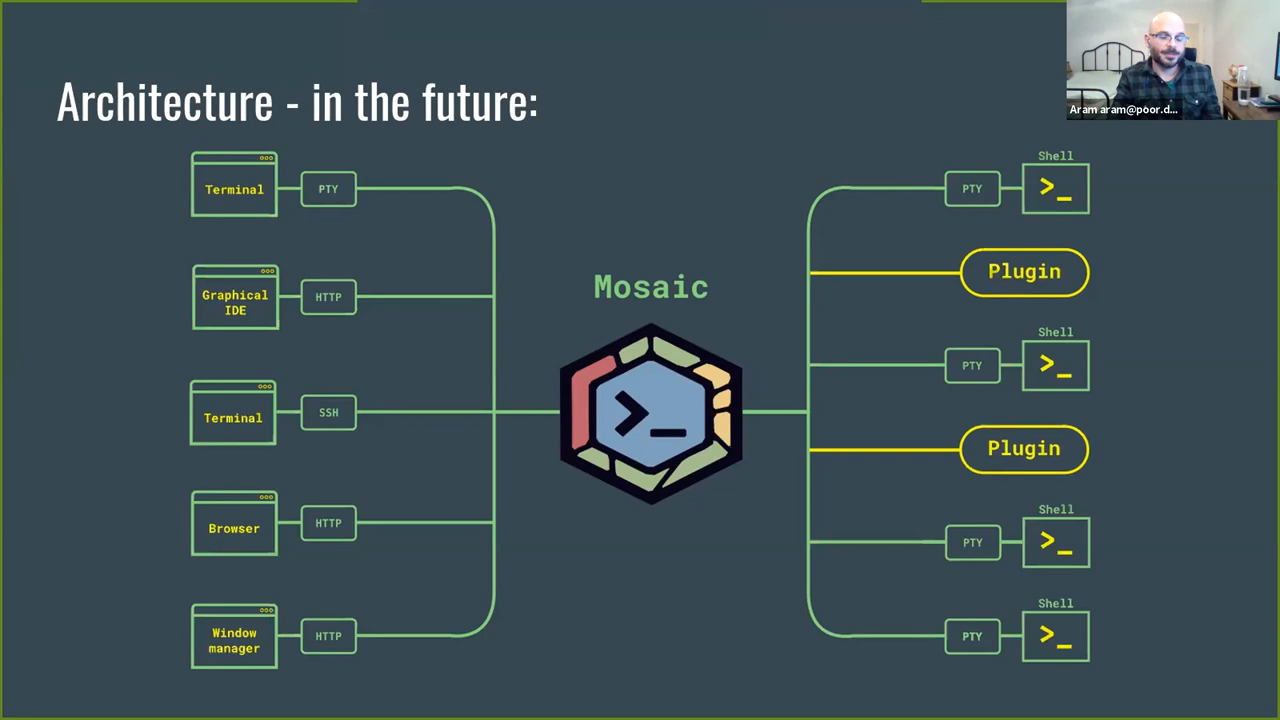 Architecture - in the future:
Aram aram@poor.d...
Terminal
PTY
Graphical
IDE
HTTP
Terminal
SSH
Browser
HTTP
Window
manager
HTTP
Mosaic
>_
Shell
PTY
>_
Plugin
Shell
PTY
>_
Plugin
Shell
PTY
>_
Shell
PTY
>_